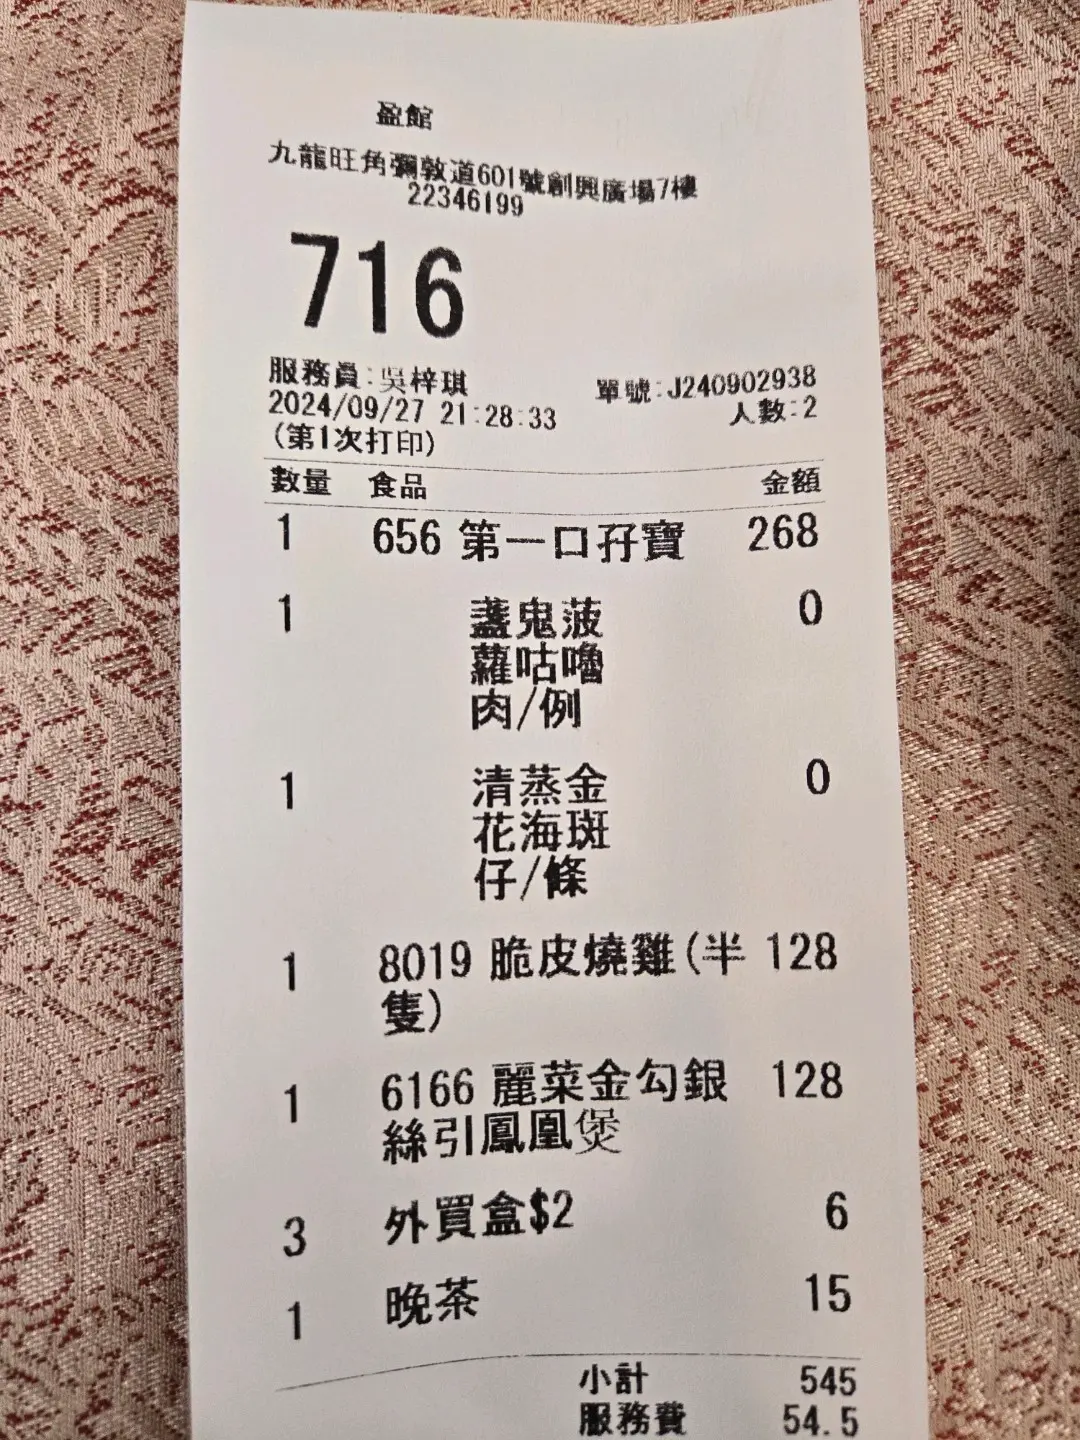 盈館
九龍旺角彌敦道601號創興廣場7樓
22346199
716
服務員:吳梓琪
單號:J240902938
2024/09/27 21:28:33
人數:2
(第1次打印)
數量 食品 金額
1 656 第一口孖寶 268
1 盞鬼菠 0
蘿咕嚕
肉/例
1 清蒸金 0
花海斑
仔/條
1 8019 脆皮燒雞(半 128
隻)
1 6166 麗菜金勾銀 128
絲引鳳凰煲
3 外買盒$2 6
1 晚茶 15
小計 545
服務費 54.5